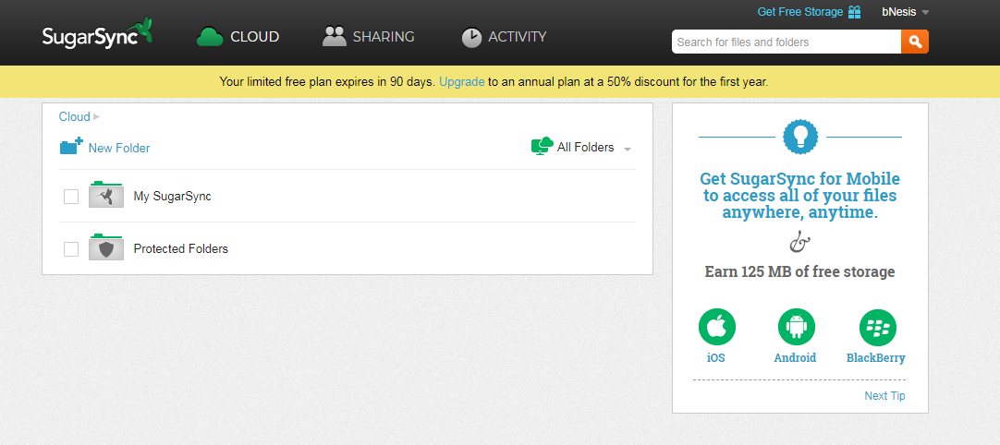 Get Free Storage bNesis
SugarSync CLOUD SHARING ACTIVITY
Search for files and folders
Your limited free plan expires in 90 days. Upgrade to an annual plan at a 50% discount for the first year.
Cloud
New Folder All Folders
My SugarSync
Protected Folders
Get SugarSync for Mobile
to access all of your files
anywhere, anytime.
&
Earn 125 MB of free storage
iOS Android BlackBerry
Next Tip